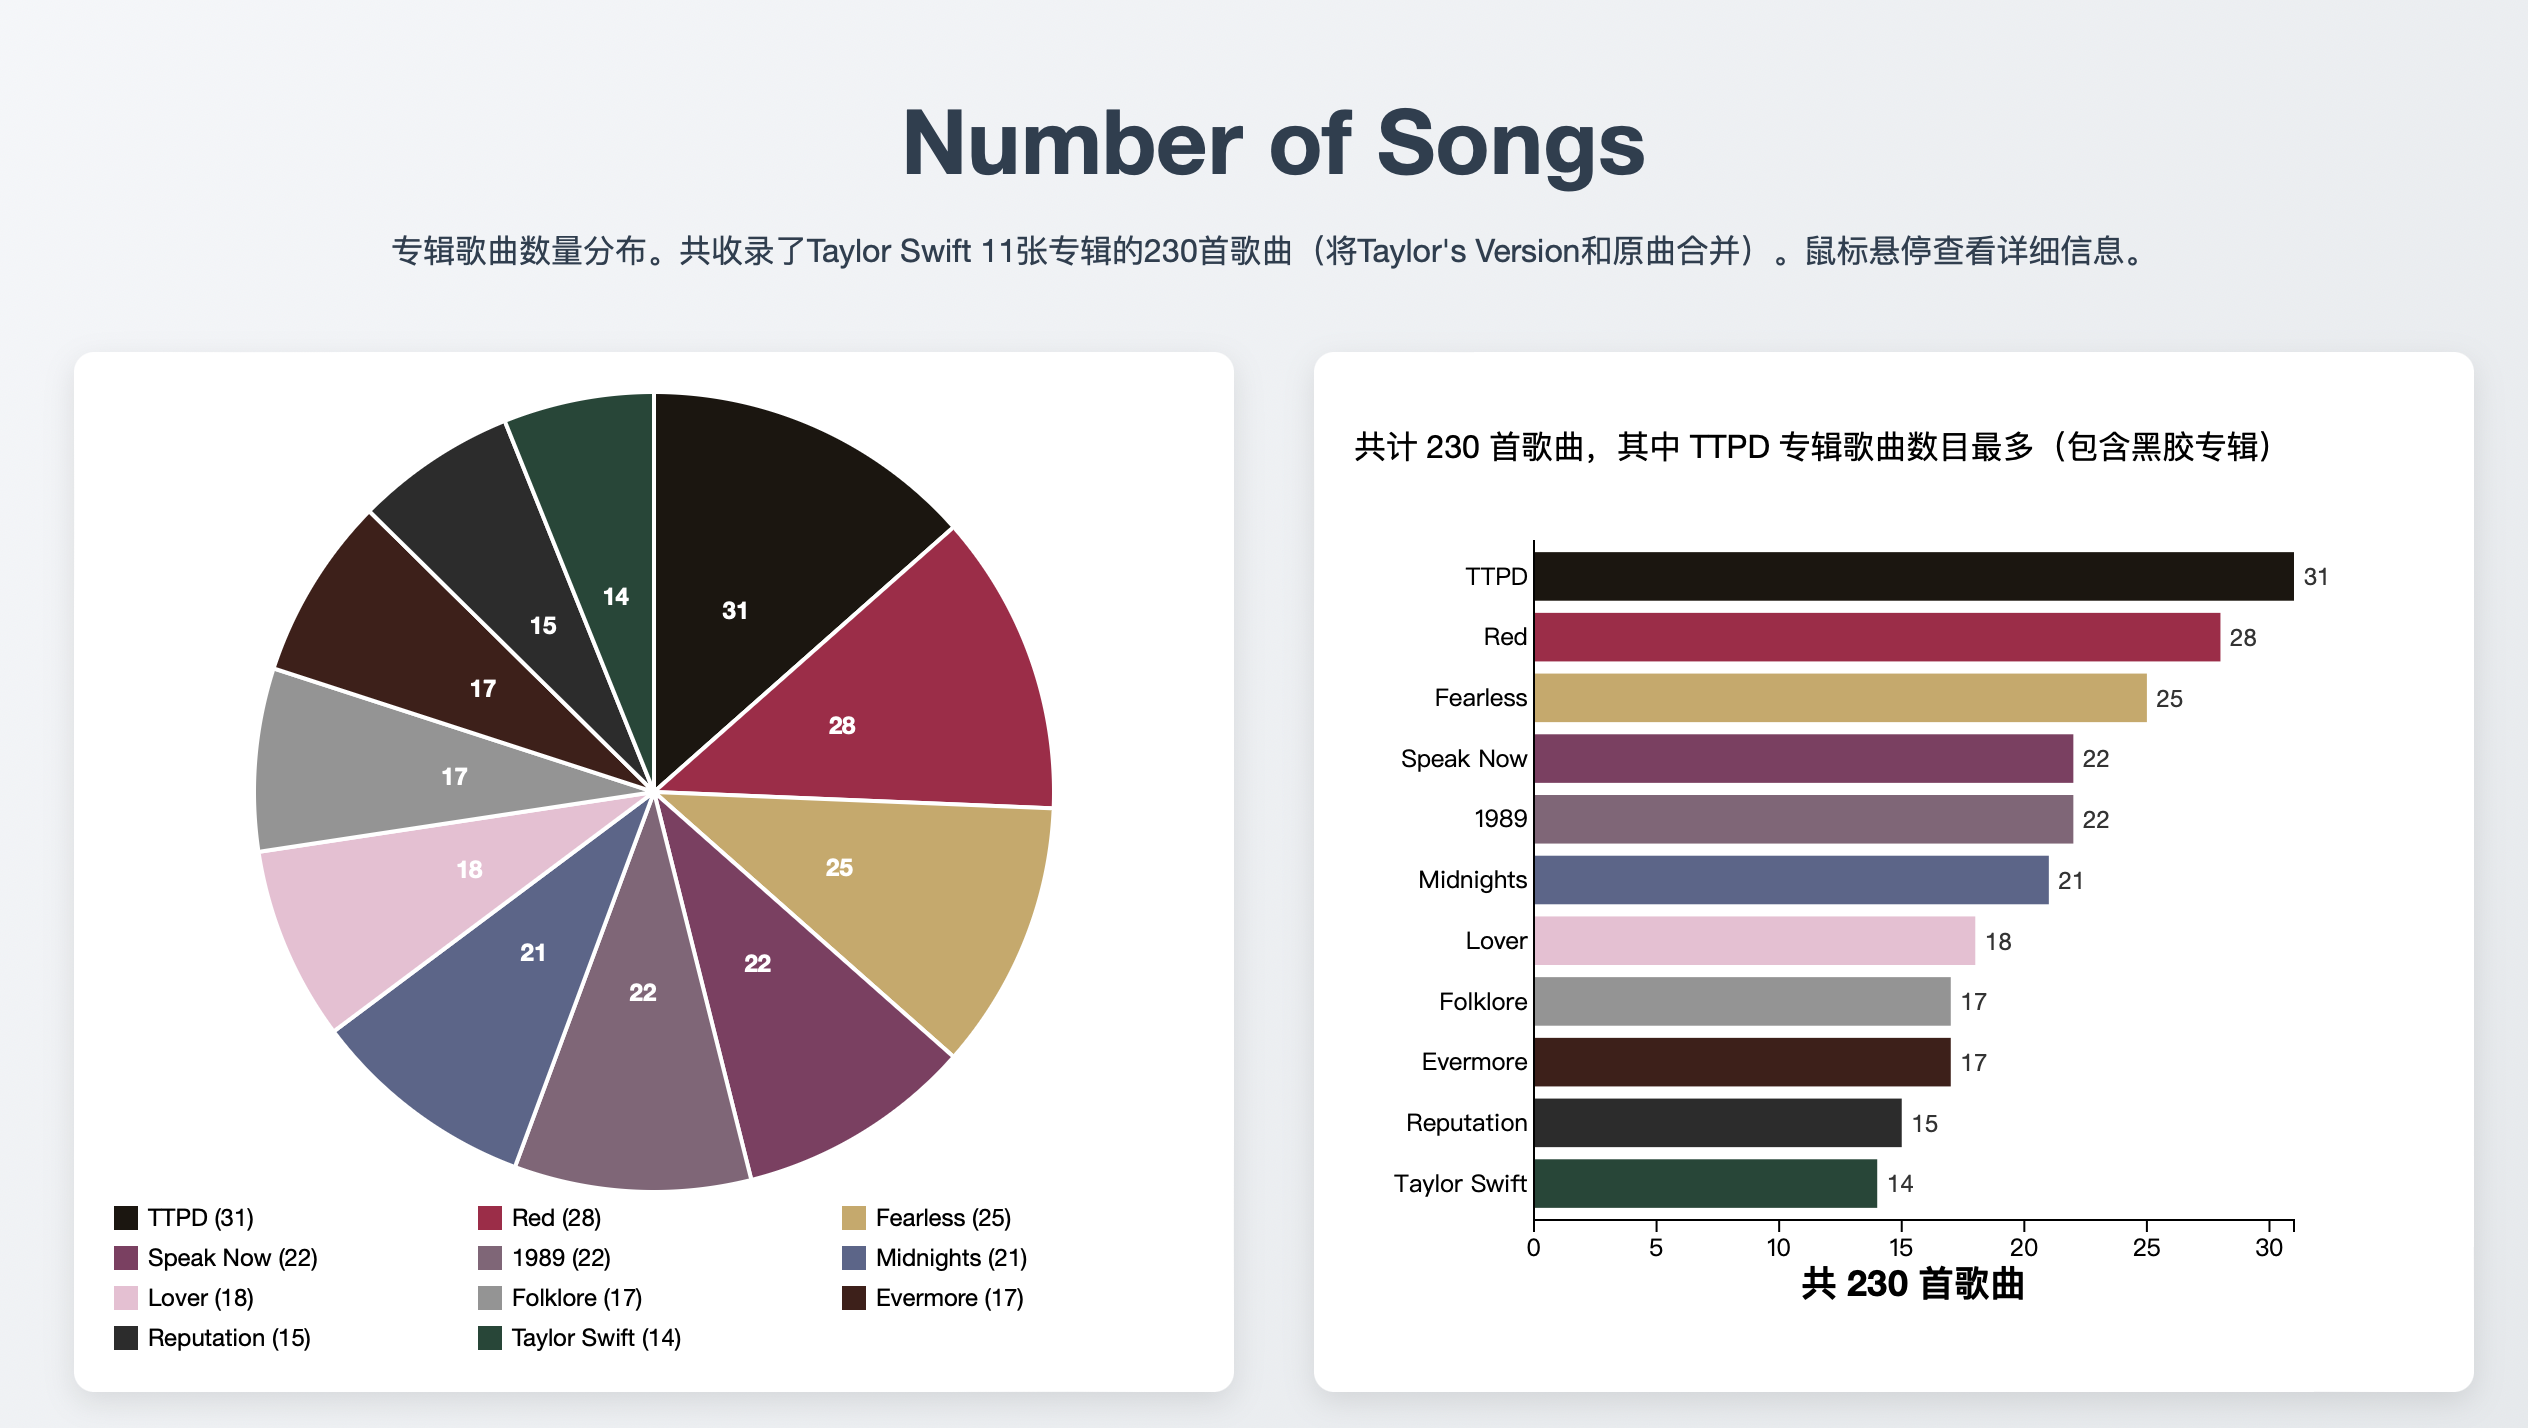 Number of Songs
专辑歌曲数量分布。共收录了Taylor Swift 11张专辑的230首歌曲（将Taylor's Version和原曲合并）。鼠标悬停查看详细信息。
31
28
25
22
22
21
18
17
17
15
14
TTPD (31)
Red (28)
Fearless (25)
Speak Now (22)
1989 (22)
Midnights (21)
Lover (18)
Folklore (17)
Evermore (17)
Reputation (15)
Taylor Swift (14)
共计 230 首歌曲，其中 TTPD 专辑歌曲数目最多（包含黑胶专辑）
TTPD 31
Red 28
Fearless 25
Speak Now 22
1989 22
Midnights 21
Lover 18
Folklore 17
Evermore 17
Reputation 15
Taylor Swift 14
0 5 10 15 20 25 30
共 230 首歌曲